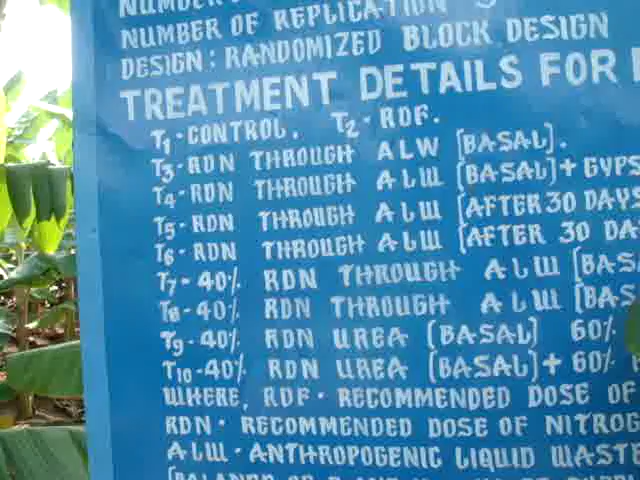 NUMBER OF REPLICATION
DESIGN: RANDOMIZED BLOCK DESIGN
TREATMENT DETAILS FOR
T1-CONTROL. T2-RDF.
T3-RDN THROUGH ALW [BASAL].
T4-RDN THROUGH ALW [BASAL]+GYPS
T5-RDN THROUGH ALW [AFTER 30 DAYS
T6-RDN THROUGH ALW [AFTER 30 DA
T7-40% RDN THROUGH ALW [BAS
T8-40% RDN THROUGH ALW [BAS
T9-40% RDN UREA [BASAL] 60%
T10-40% RDN UREA [BASAL]+60%
WHERE, RDF-RECOMMENDED DOSE OF
RDN-RECOMMENDED DOSE OF NITROG
ALW-ANTHROPOGENIC LIQUID WASTE